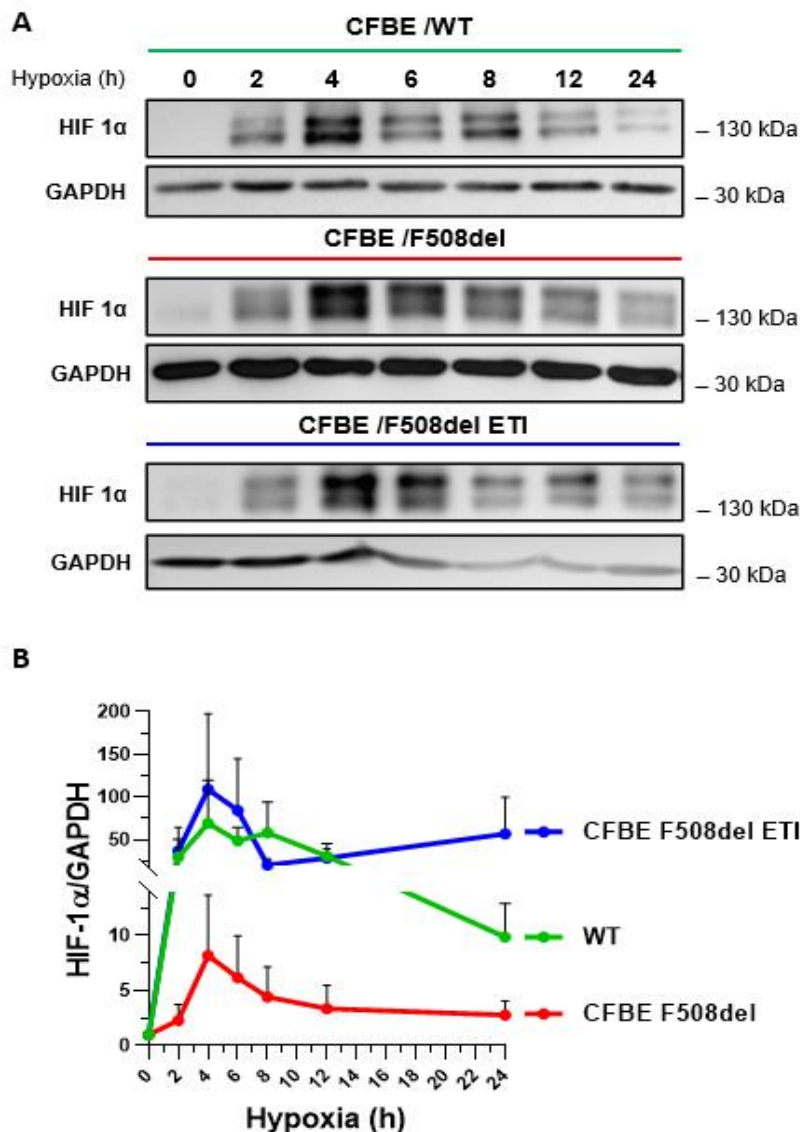 A
CFBE /WT
Hypoxia (h) 0 2 4 6 8 12 24
HIF 1α – 130 kDa
GAPDH – 30 kDa
CFBE /F508del
HIF 1α – 130 kDa
GAPDH – 30 kDa
CFBE /F508del ETI
HIF 1α – 130 kDa
GAPDH – 30 kDa
B
HIF-1α/GAPDH
200
150
100
50
10
5
0
CFBE F508del ETI
WT
CFBE F508del
0 2 4 6 8 10 12 14 16 18 20 22 24
Hypoxia (h)